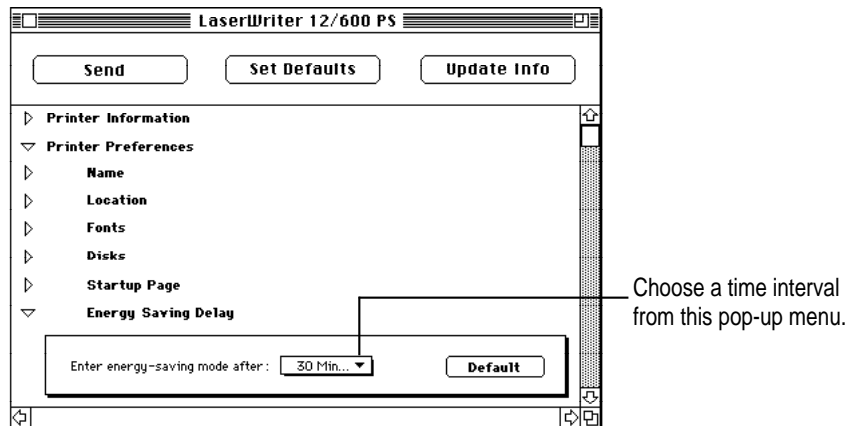 LaserWriter 12/600 PS
Send Set Defaults Update Info
Printer Information
Printer Preferences
Name
Location
Fonts
Disks
Startup Page
Energy Saving Delay
Enter energy-saving mode after: 30 Min... Default
Choose a time interval
from this pop-up menu.